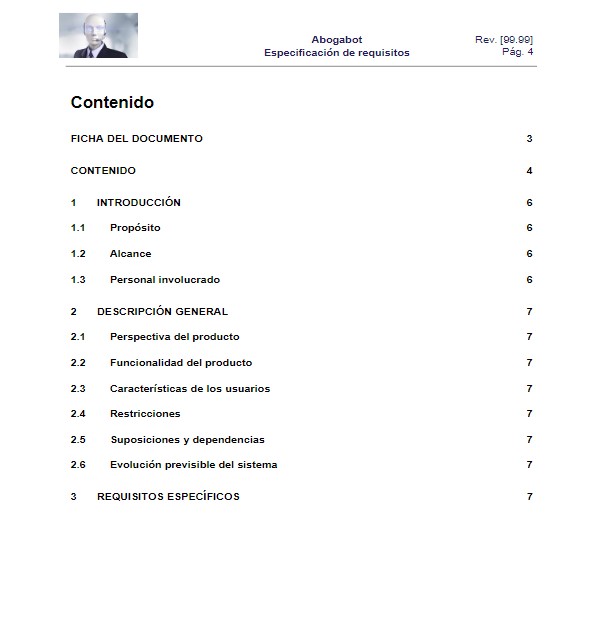 Abogabot
Especificación de requisitos
Rev. [99.99]
Pág. 4
Contenido
FICHA DEL DOCUMENTO 3
CONTENIDO 4
1 INTRODUCCIÓN 6
1.1 Propósito 6
1.2 Alcance 6
1.3 Personal involucrado 6
2 DESCRIPCIÓN GENERAL 7
2.1 Perspectiva del producto 7
2.2 Funcionalidad del producto 7
2.3 Características de los usuarios 7
2.4 Restricciones 7
2.5 Suposiciones y dependencias 7
2.6 Evolución previsible del sistema 7
3 REQUISITOS ESPECÍFICOS 7